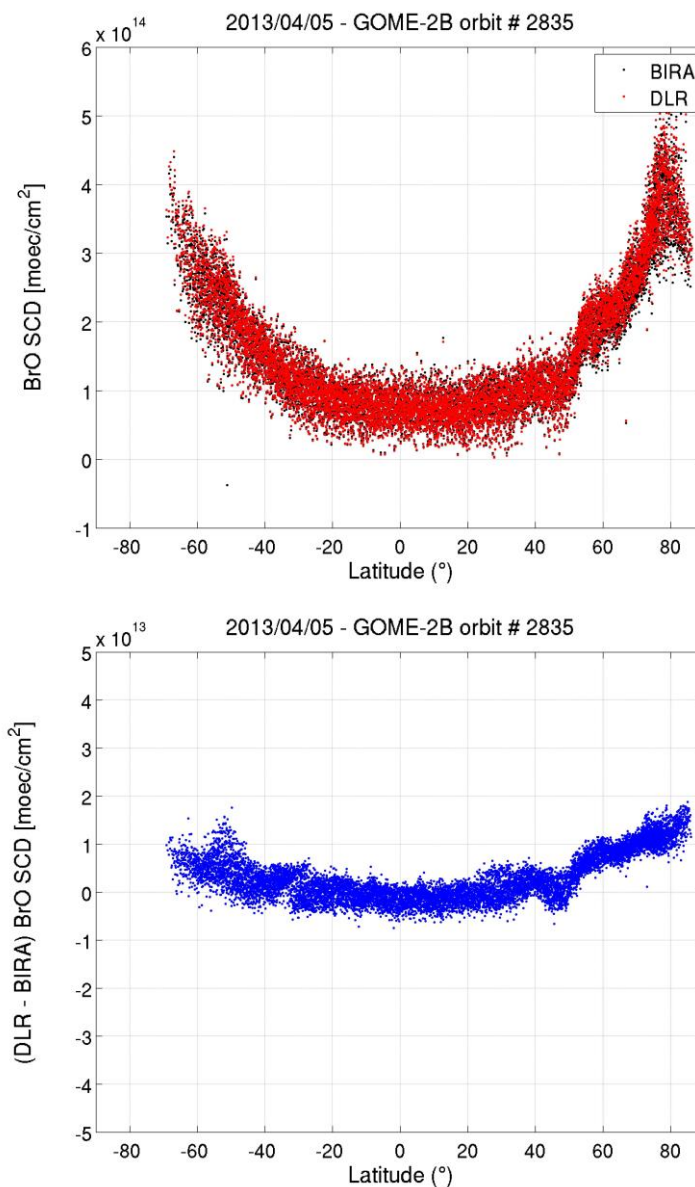 2013/04/05 - GOME-2B orbit # 2835
x 10^14
BIRA
DLR
6
5
4
3
2
1
0
-1
BrO SCD [moec/cm²]
-80 -60 -40 -20 0 20 40 60 80
Latitude (°)
2013/04/05 - GOME-2B orbit # 2835
x 10^13
5
4
3
2
1
0
-1
-2
-3
-4
-5
(DLR - BIRA) BrO SCD [moec/cm²]
-80 -60 -40 -20 0 20 40 60 80
Latitude (°)